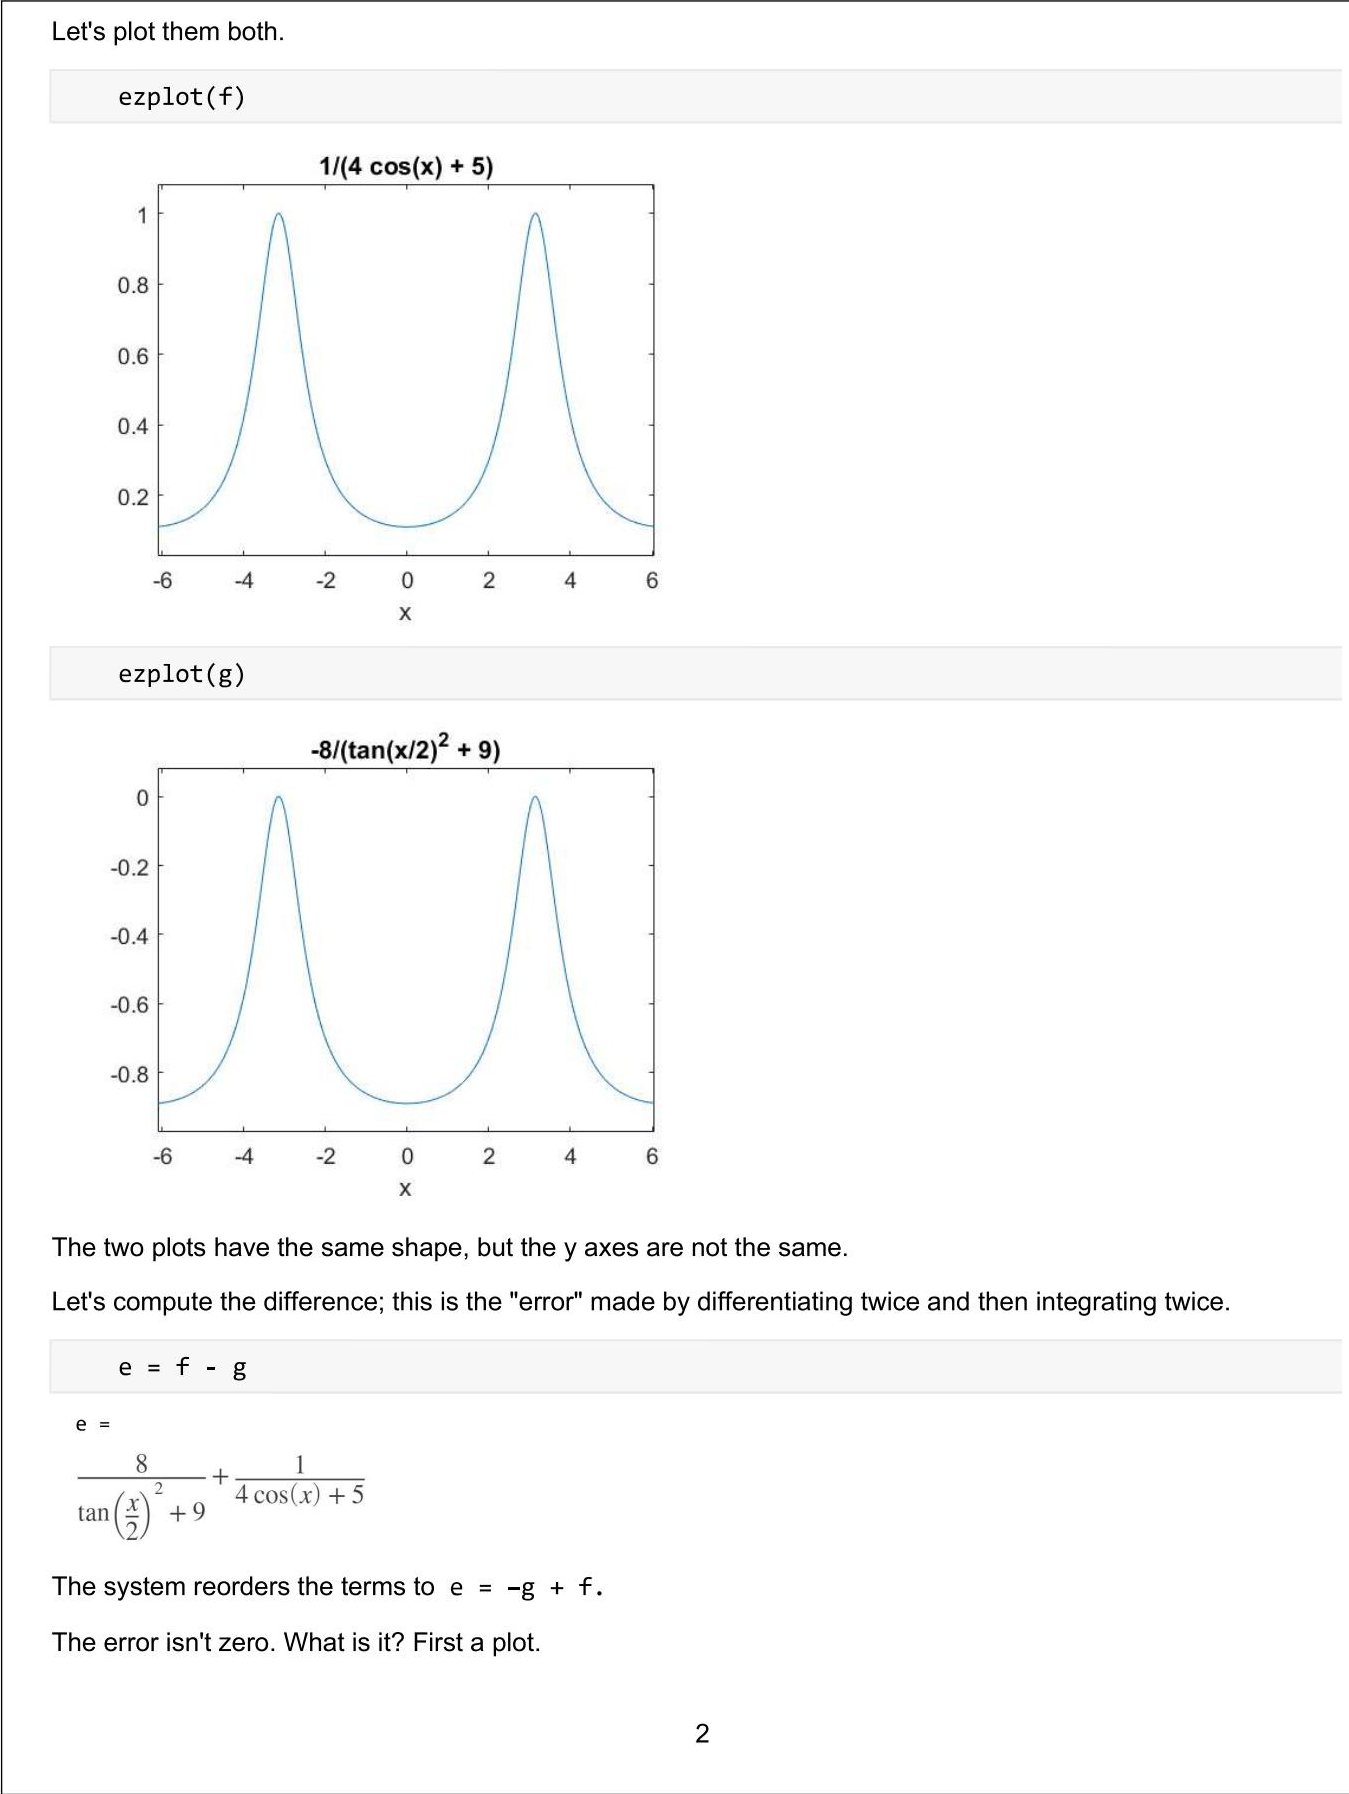 Let's plot them both.
ezplot(f)
1/(4 cos(x) + 5)
1
0.8
0.6
0.4
0.2
-6 -4 -2 0 2 4 6
x
ezplot(g)
-8/(tan(x/2)² + 9)
0
-0.2
-0.4
-0.6
-0.8
-6 -4 -2 0 2 4 6
x
The two plots have the same shape, but the y axes are not the same.
Let's compute the difference; this is the "error" made by differentiating twice and then integrating twice.
e = f - g
e =
8/(tan(x/2)² + 9) + 1/(4 cos(x) + 5)
The system reorders the terms to e = -g + f.
The error isn't zero. What is it? First a plot.
2